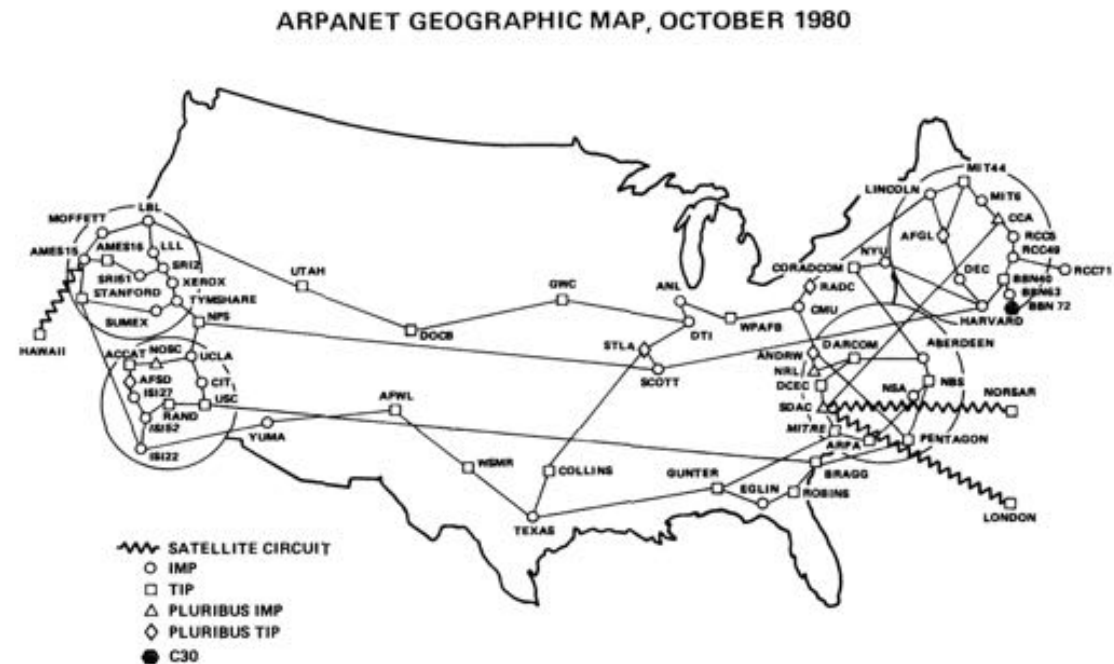 ARPANET GEOGRAPHIC MAP, OCTOBER 1980
MIT44
LINCOLN
MIT6
CCA
MOFFETT
LBL
AFGL
RCC5
RCC49
AMES15
AMES16
LLL
NYU
RCC71
SRI2
CORADCOM
DEC
SRI51
UTAH
XEROX
RADC
BBN40
STANFORD
GWC
ANL
BBN63
TYMSHARE
CMU
BBN 72
SUMEX
HARVARD
NPS
WPAFB
DOCB
DTI
HAWAII
STLA
ANDRW
DARCOM
ABERDEEN
ACCAT
NOSC
UCLA
NRL
SCOTT
AFSD
CIT
DCEC
NSA
NBS
NORSAR
ISI27
AFWL
RAND
USC
SDAC
ISI52
MITRE
YUMA
ARPA
PENTAGON
ISI22
WSMR
COLLINS
GUNTER
BRAGG
EGLIN
ROBINS
TEXAS
LONDON
SATELLITE CIRCUIT
IMP
TIP
PLURIBUS IMP
PLURIBUS TIP
C30